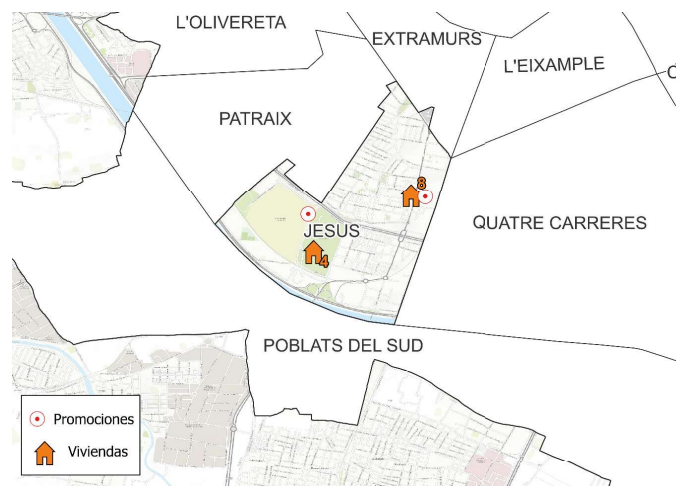 L'OLIVERETA
EXTRAMURS
L'EIXAMPLE
PATRAIX
8
QUATRE CARRERES
JESUS
4
POBLATS DEL SUD
Promociones
Viviendas